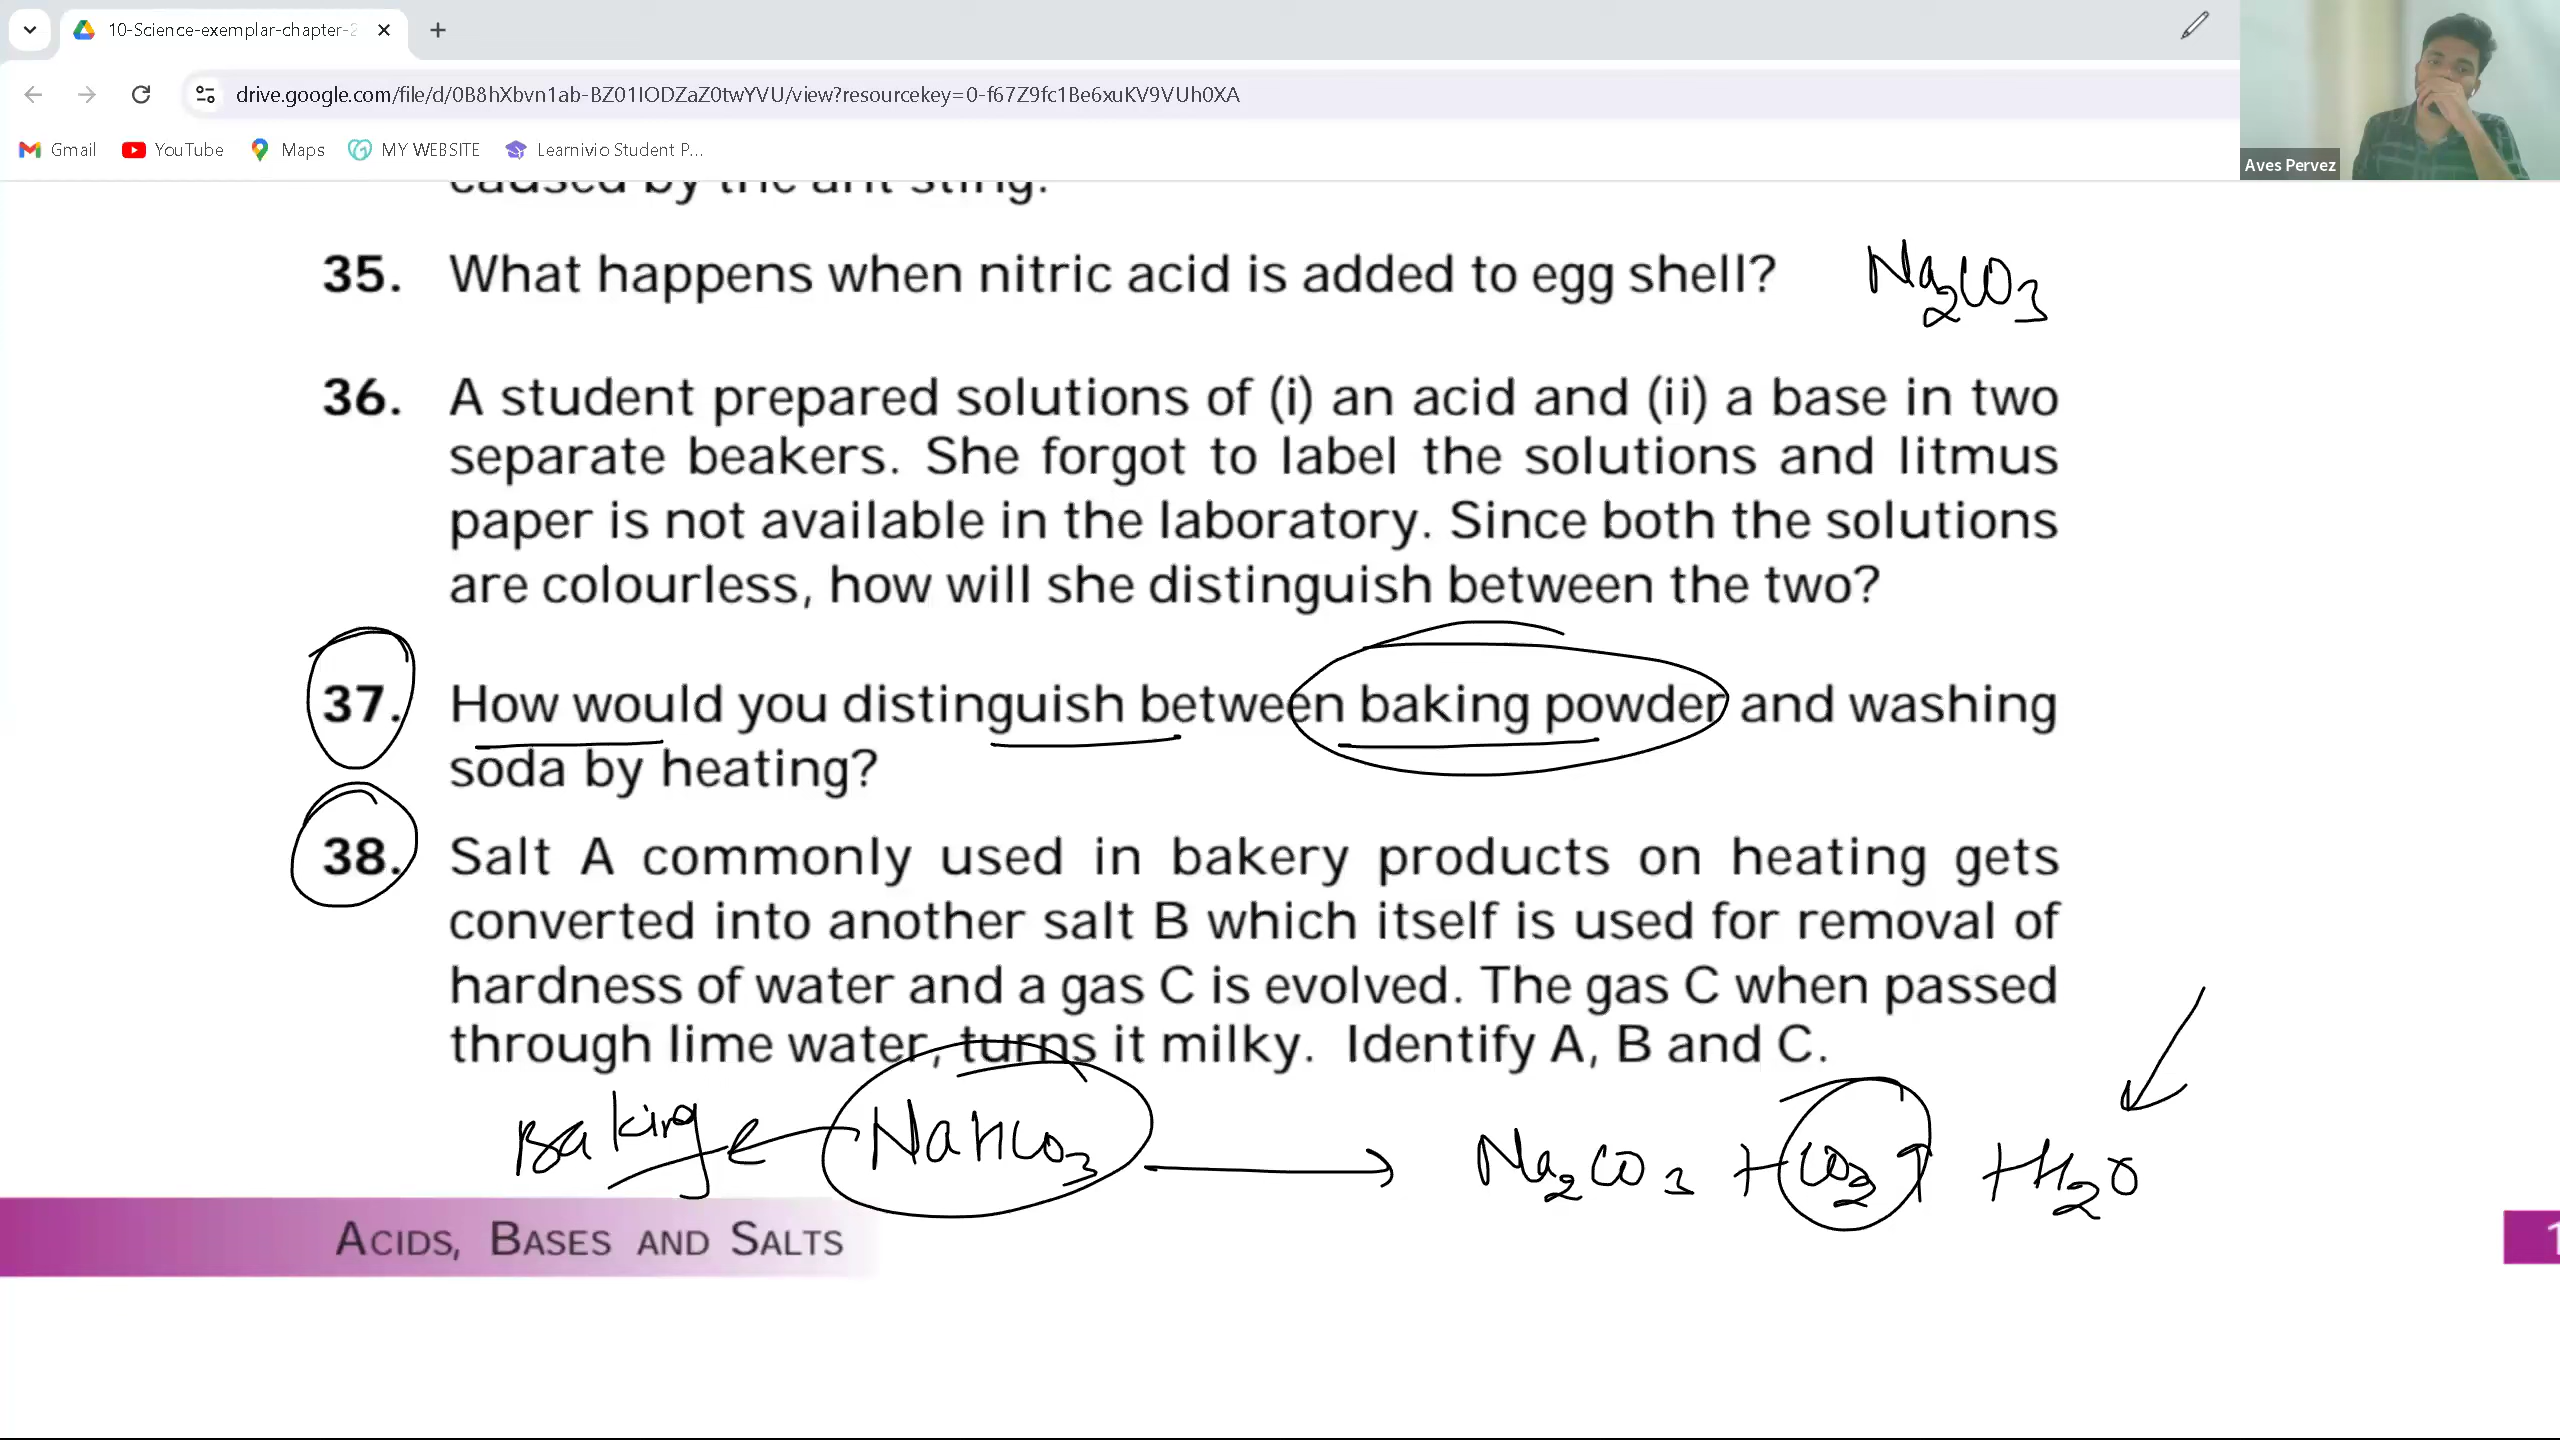 10-Science-exemplar-chapter-2
drive.google.com/file/d/0B8hXbvn1ab-BZ01IODZaZ0twYVU/view?resourcekey=0-f67Z9fc1Be6xuKV9VUh0XA
Gmail YouTube Maps MY WEBSITE Learnivio Student P...
Aves Pervez
caused by the ant sting.
35. What happens when nitric acid is added to egg shell? Na2CO3
36. A student prepared solutions of (i) an acid and (ii) a base in two
separate beakers. She forgot to label the solutions and litmus
paper is not available in the laboratory. Since both the solutions
are colourless, how will she distinguish between the two?
37. How would you distinguish between baking powder and washing
soda by heating?
38. Salt A commonly used in bakery products on heating gets
converted into another salt B which itself is used for removal of
hardness of water and a gas C is evolved. The gas C when passed
through lime water, turns it milky. Identify A, B and C.
Baking ← NaHCO3 → Na2CO3 + CO2 ↑ + H2O
ACIDS, BASES AND SALTS
1